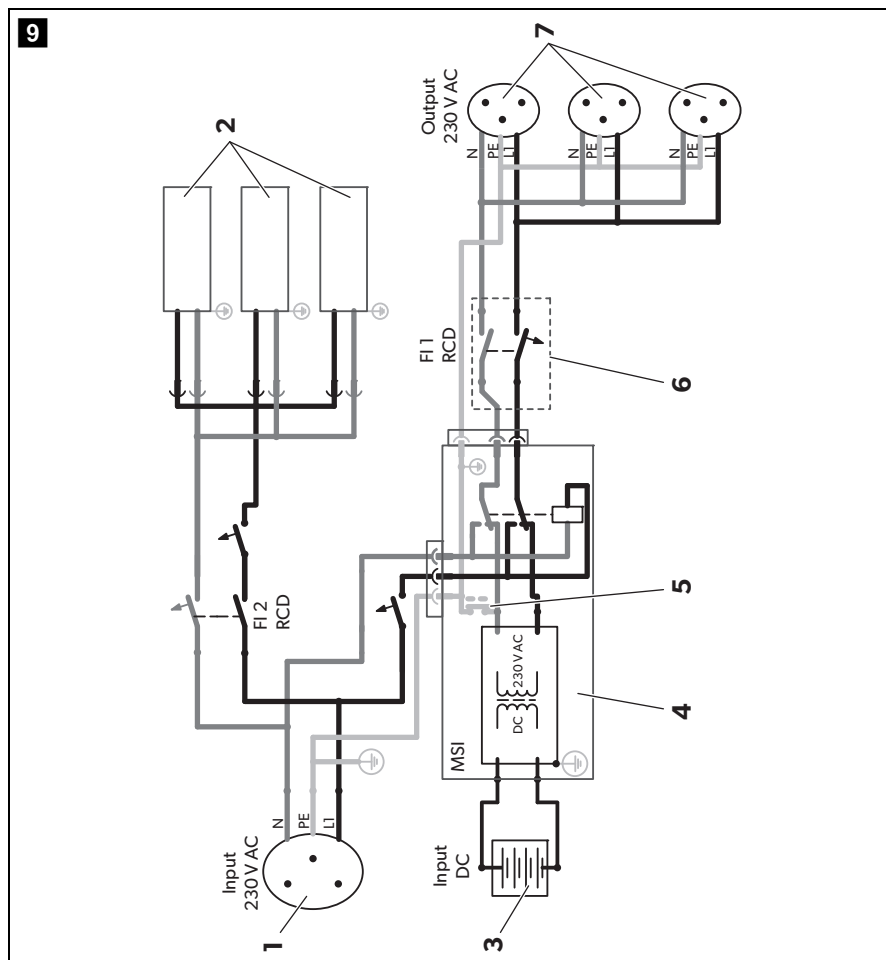 9
Output
230 V AC
7
N
PE
L1
N
PE
L1
N
PE
L1
2
FI 1
RCD
6
FI 2
RCD
5
4
MSI
DC
230 V AC
Input
230 V AC
N
PE
L1
1
Input
DC
3